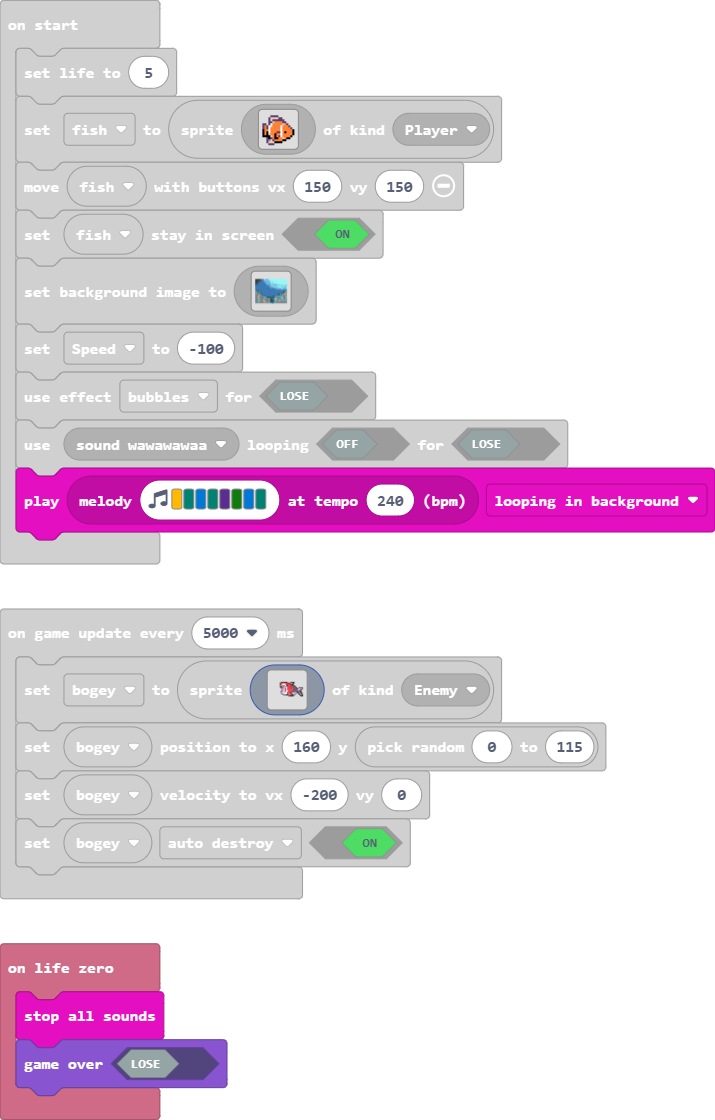 on start
set life to 5
set fish to sprite of kind Player
move fish with buttons vx 150 vy 150
set fish stay in screen ON
set background image to
set Speed to -100
use effect bubbles for LOSE
use sound wawawawaa looping OFF for LOSE
play melody at tempo 240 (bpm) looping in background
on game update every 5000 ms
set bogey to sprite of kind Enemy
set bogey position to x 160 y pick random 0 to 115
set bogey velocity to vx -200 vy 0
set bogey auto destroy ON
on life zero
stop all sounds
game over LOSE